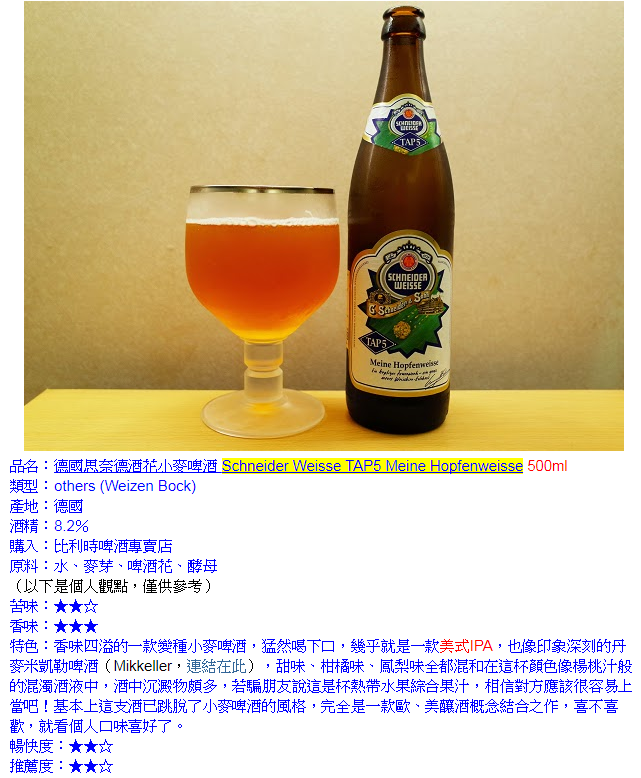 SCHNEIDER
WEISSE
TAP 5
SCHNEIDER
WEISSE
G. Schneider & Sohn
TAP 5
Meine Hopfenweisse
品名：德國思奈德酒花小麥啤酒 Schneider Weisse TAP5 Meine Hopfenweisse 500ml
類型：others (Weizen Bock)
產地：德國
酒精：8.2%
購入：比利時啤酒專賣店
原料：水、麥芽、啤酒花、酵母
（以下是個人觀點，僅供參考）
苦味：★★☆
香味：★★★
特色：香味四溢的一款變種小麥啤酒，猛然喝下口，幾乎就是一款美式IPA，也像印象深刻的丹
麥米凱勒啤酒（Mikkeller，連結在此），甜味、柑橘味、鳳梨味全都混和在這杯顏色像楊桃汁般
的混濁酒液中，酒中沉澱物頗多，若騙朋友說這是杯熱帶水果綜合果汁，相信對方應該很容易上
當吧！基本上這支酒已跳脫了小麥啤酒的風格，完全是一款歐、美釀酒概念結合之作，喜不喜
歡，就看個人口味喜好了。
暢快度：★★☆
推薦度：★★☆